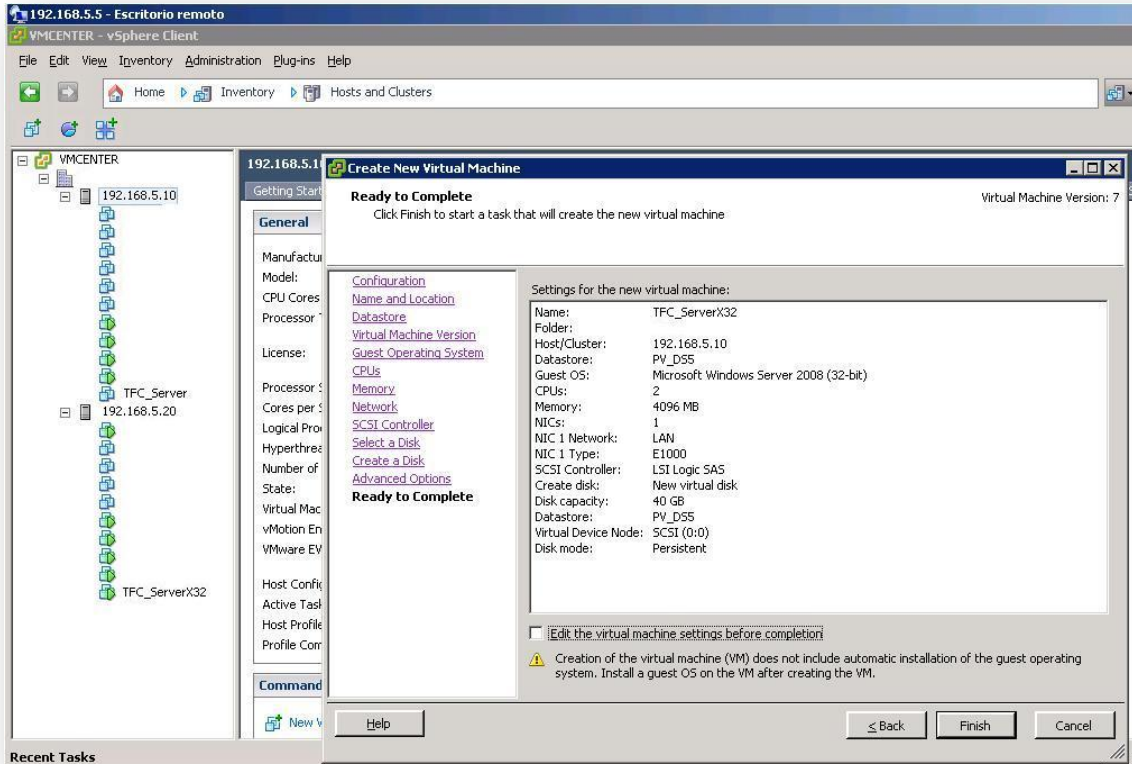 192.168.5.5 - Escritorio remoto
VMCENTER - vSphere Client
File Edit View Inventory Administration Plug-ins Help
Home Inventory Hosts and Clusters
VMCENTER
192.168.5.10
TFC_Server
192.168.5.20
TFC_ServerX32
192.168.5.1
Getting Start
General
Manufactu
Model:
CPU Cores
Processor
License:
Processor S
Cores per S
Logical Pro
Hyperthrea
Number of
State:
Virtual Mac
vMotion En
VMware EV
Host Config
Active Task
Host Profile
Profile Com
Command
New V
Create New Virtual Machine
Ready to Complete
Click Finish to start a task that will create the new virtual machine
Virtual Machine Version: 7
Configuration
Name and Location
Datastore
Virtual Machine Version
Guest Operating System
CPUs
Memory
Network
SCSI Controller
Select a Disk
Create a Disk
Advanced Options
Ready to Complete
Settings for the new virtual machine:
Name: TFC_ServerX32
Folder:
Host/Cluster: 192.168.5.10
Datastore: PV_DS5
Guest OS: Microsoft Windows Server 2008 (32-bit)
CPUs: 2
Memory: 4096 MB
NICs: 1
NIC 1 Network: LAN
NIC 1 Type: E1000
SCSI Controller: LSI Logic SAS
Create disk: New virtual disk
Disk capacity: 40 GB
Datastore: PV_DS5
Virtual Device Node: SCSI (0:0)
Disk mode: Persistent
Edit the virtual machine settings before completion
Creation of the virtual machine (VM) does not include automatic installation of the guest operating
system. Install a guest OS on the VM after creating the VM.
Help < Back Finish Cancel
Recent Tasks